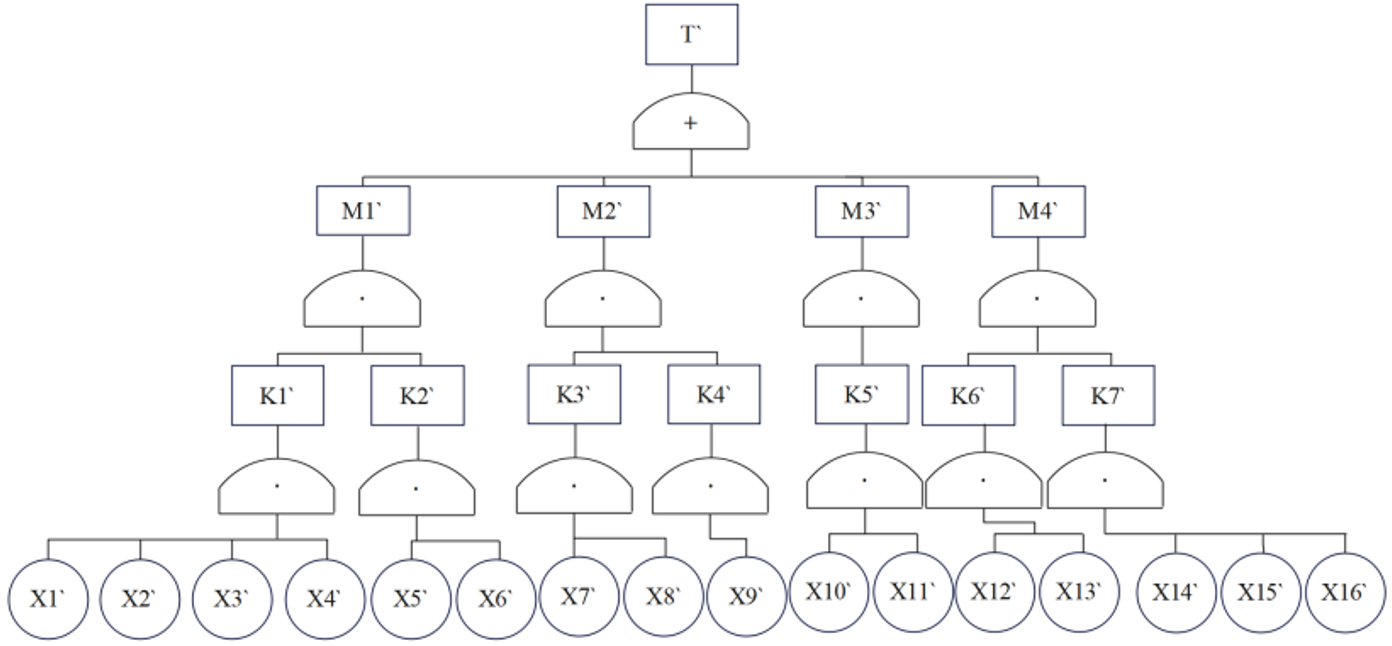 T`
+
M1` M2` M3` M4`
· · · ·
K1` K2` K3` K4` K5` K6` K7`
· · · · · · ·
X1` X2` X3` X4` X5` X6` X7` X8` X9` X10` X11` X12` X13` X14` X15` X16`